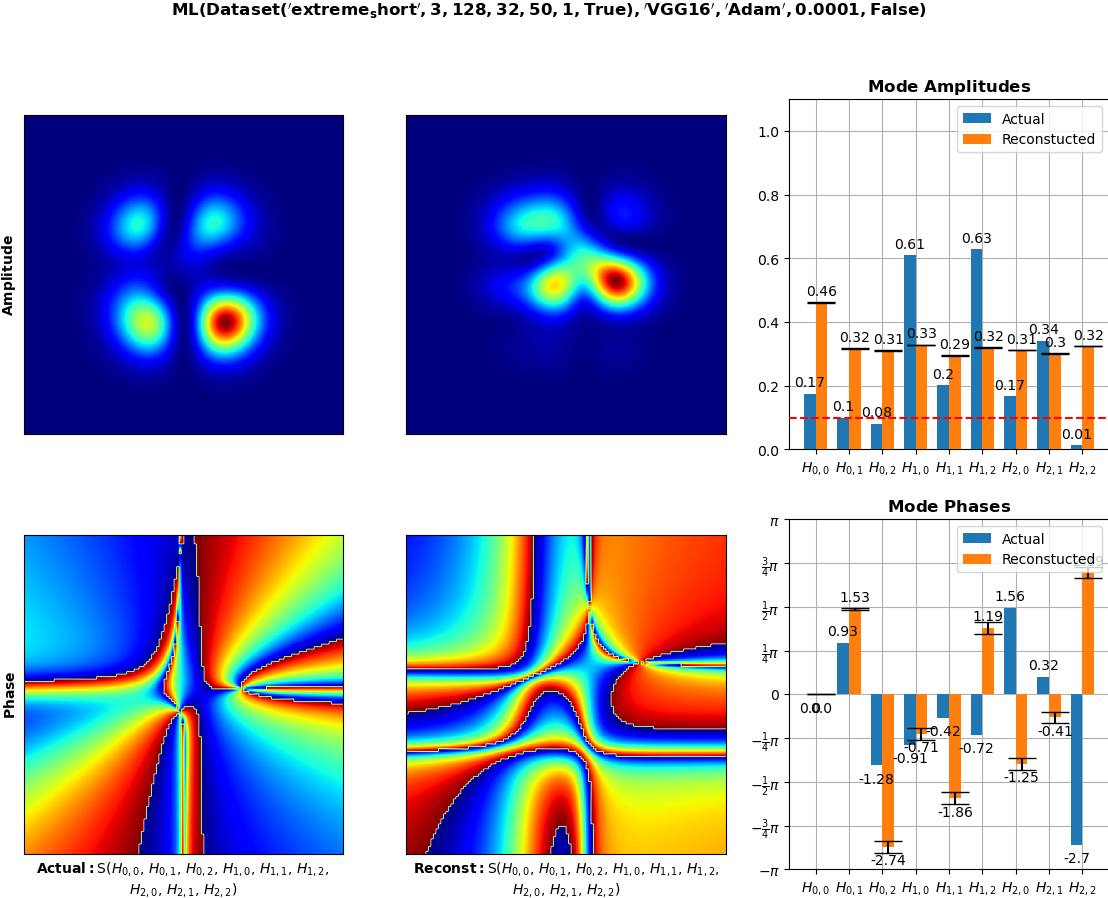 ML(Dataset('extreme_short', 3, 128, 32, 50, 1, True), 'VGG16', 'Adam', 0.0001, False)
Amplitude
Mode Amplitudes
Actual
Reconstucted
1.0
0.8
0.6
0.4
0.2
0.0
0.17
0.46
0.1
0.32
0.08
0.31
0.61
0.33
0.2
0.29
0.63
0.32
0.17
0.31
0.34
0.3
0.01
0.32
H0,0 H0,1 H0,2 H1,0 H1,1 H1,2 H2,0 H2,1 H2,2
Phase
Actual: S(H0,0, H0,1, H0,2, H1,0, H1,1, H1,2,
H2,0, H2,1, H2,2)
Reconst: S(H0,0, H0,1, H0,2, H1,0, H1,1, H1,2,
H2,0, H2,1, H2,2)
Mode Phases
Actual
Reconstucted
π
3/4π
1/2π
1/4π
0
−1/4π
−1/2π
−3/4π
−π
0.0
0.0
0.93
1.53
-1.28
-2.74
-0.91
-0.71
-0.42
-1.86
-0.72
1.19
1.56
-1.25
0.32
-0.41
-2.7
H0,0 H0,1 H0,2 H1,0 H1,1 H1,2 H2,0 H2,1 H2,2